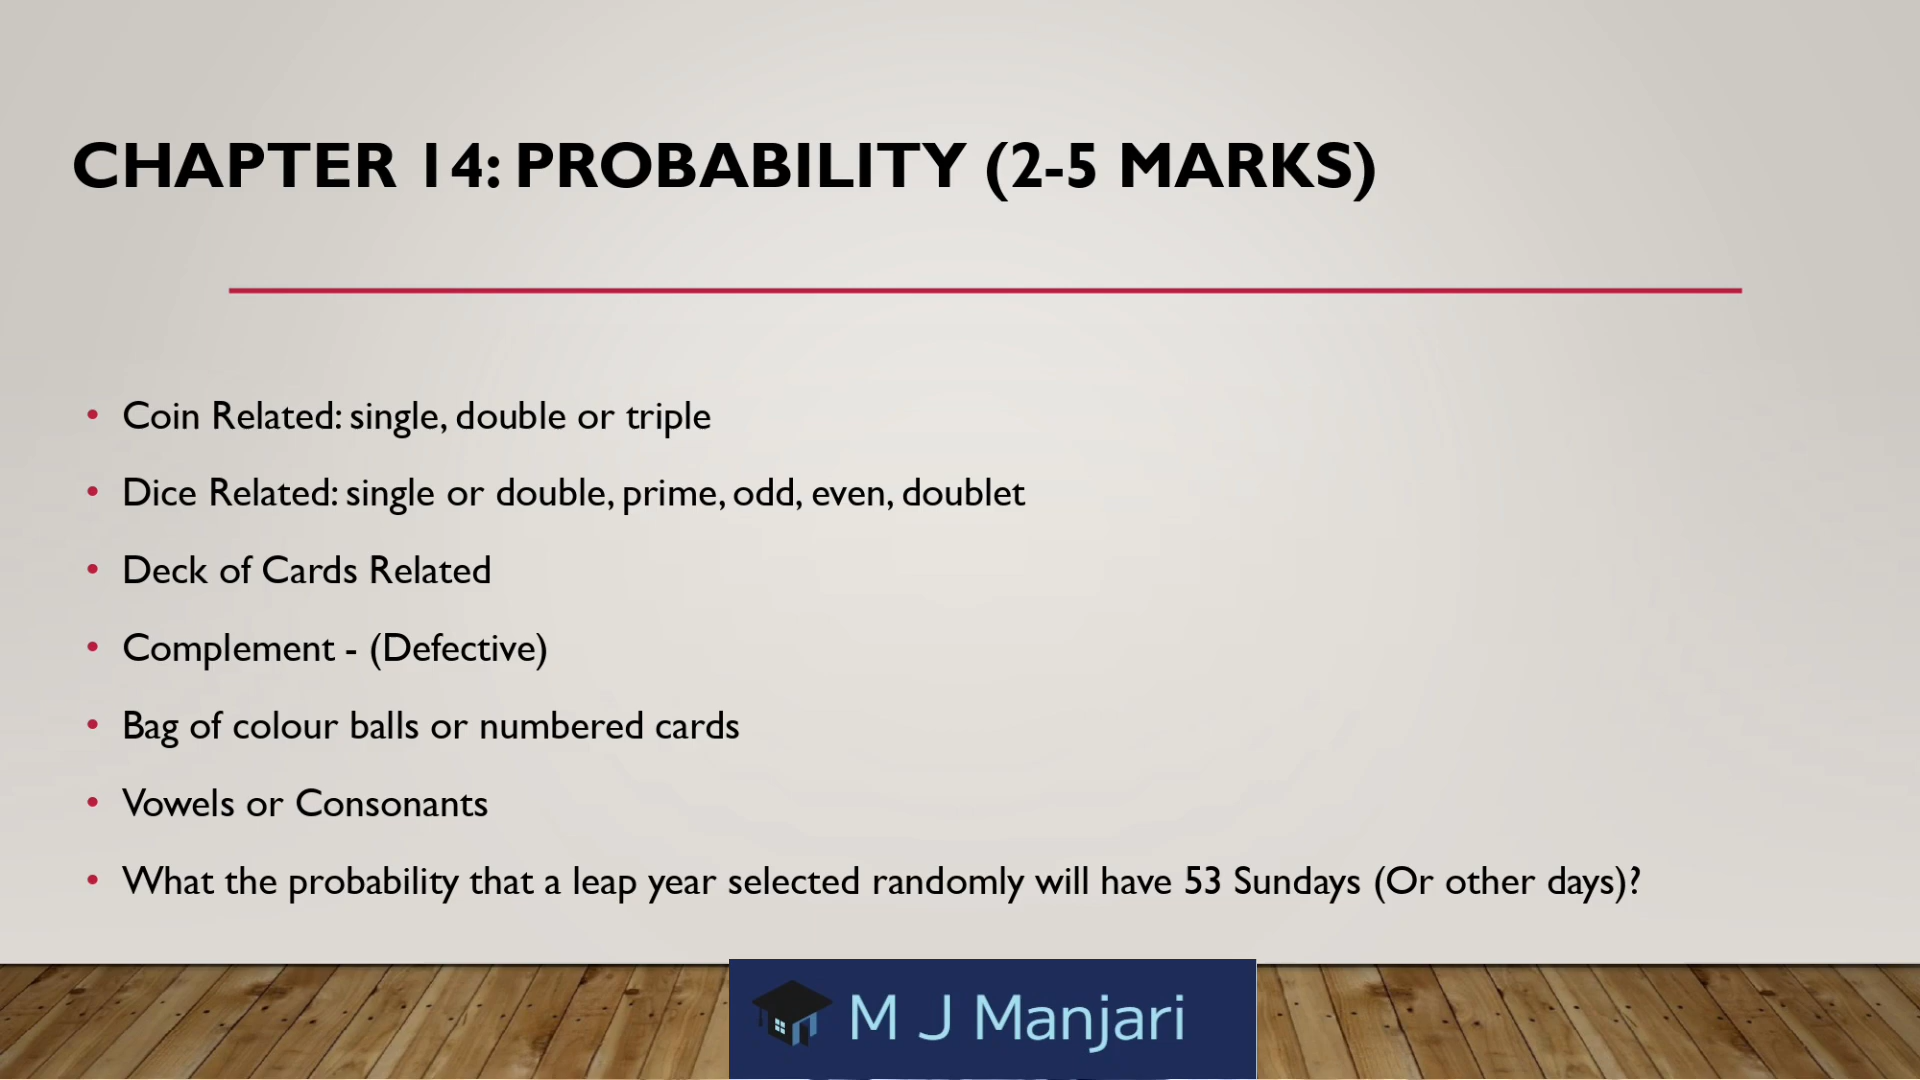 CHAPTER 14: PROBABILITY (2-5 MARKS)
• Coin Related: single, double or triple
• Dice Related: single or double, prime, odd, even, doublet
• Deck of Cards Related
• Complement - (Defective)
• Bag of colour balls or numbered cards
• Vowels or Consonants
• What the probability that a leap year selected randomly will have 53 Sundays (Or other days)?
M J Manjari